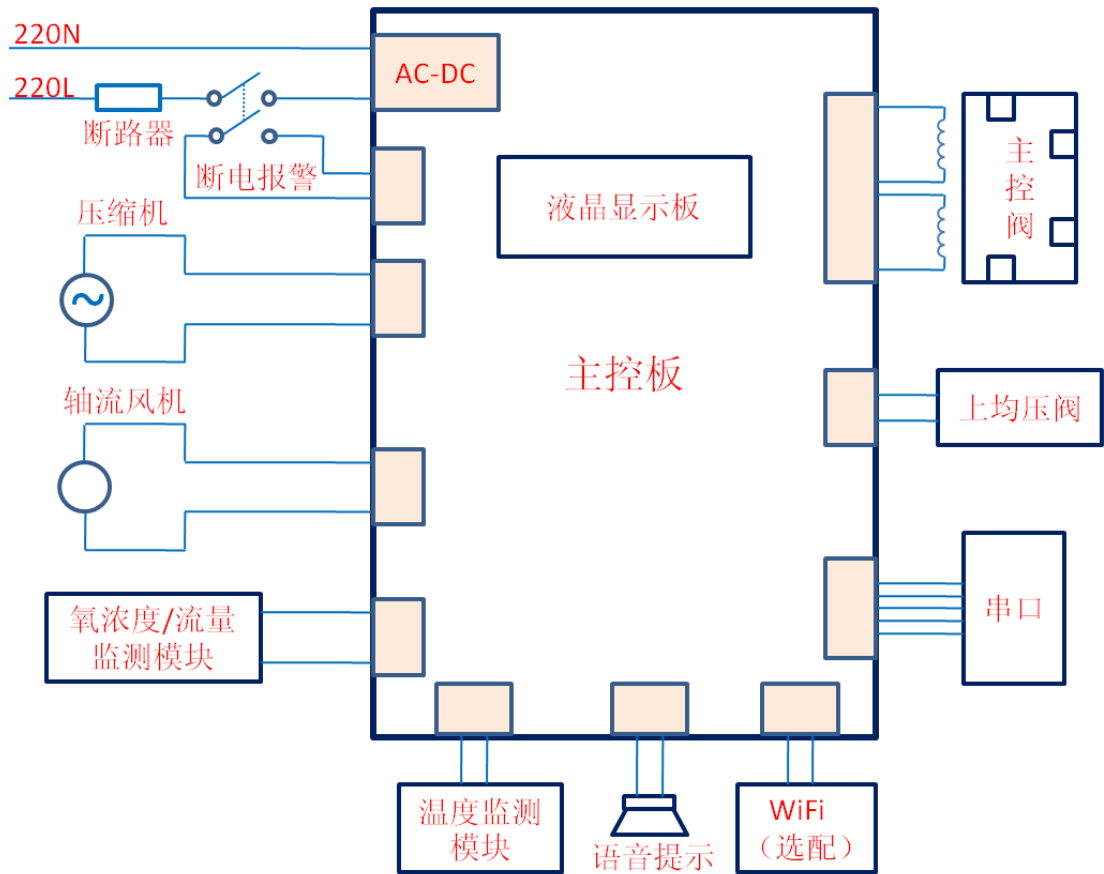 220N
220L
AC-DC
断路器
断电报警
压缩机
液晶显示板
主
控
阀
主控板
轴流风机
上均压阀
氧浓度/流量
监测模块
串口
温度监测
模块
语音提示
WiFi
（选配）